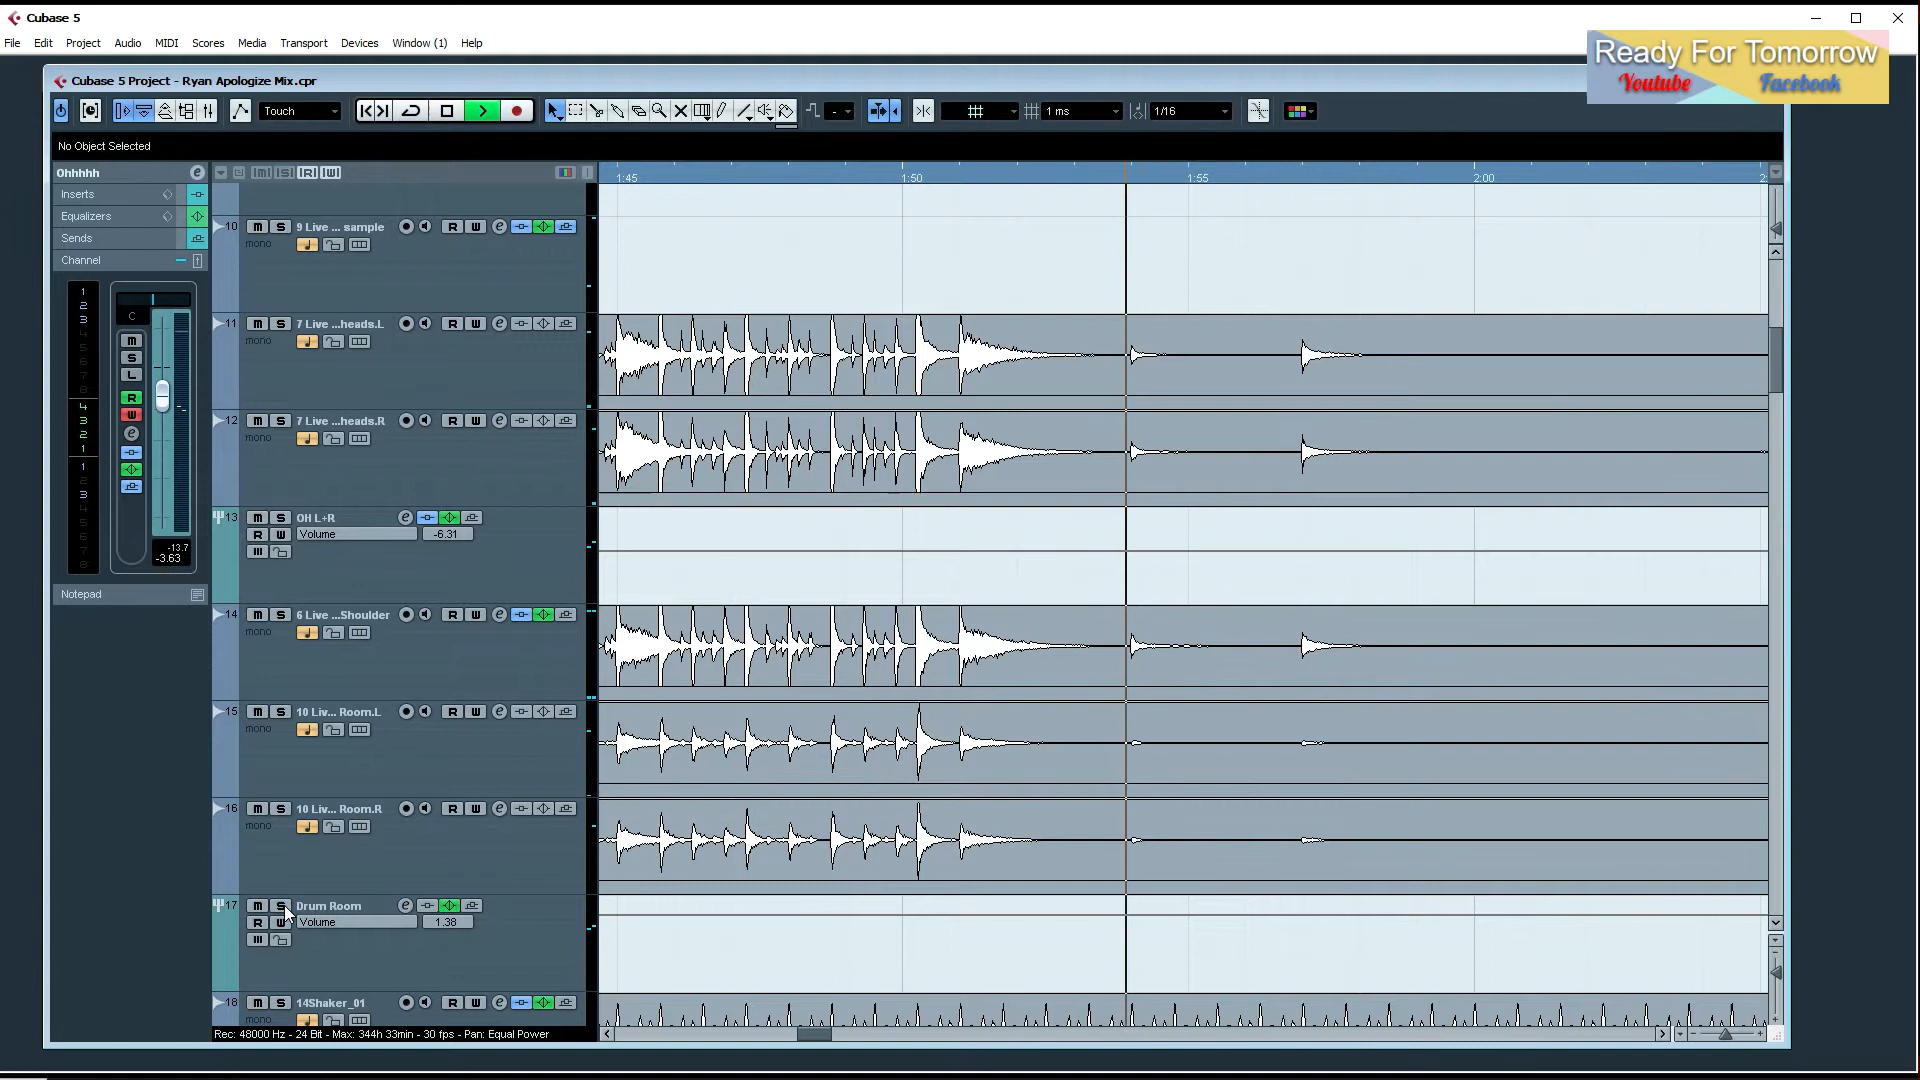 Cubase 5
File Edit Project Audio MIDI Scores Media Transport Devices Window (1) Help
Ready For Tomorrow
Youtube Facebook
Cubase 5 Project - Ryan Apologize Mix.cpr
Touch
1 ms
1/16
No Object Selected
Ohhhhh
Inserts
Equalizers
Sends
Channel
C
M
S
L
R
W
-13.7
-3.63
Notepad
1:45 1:50 1:55 2:00
10 M S 9 Live ... sample R W
mono
11 M S 7 Live ...heads.L R W
mono
12 M S 7 Live ...heads.R R W
mono
13 M S OH L+R
R W Volume -6.31
14 M S 6 Live ...Shoulder R W
mono
15 M S 10 Liv... Room.L R W
mono
16 M S 10 Liv... Room.R R W
mono
17 M S Drum Room
R W Volume 1.38
18 M S 14Shaker_01 R W
mono
Rec: 48000 Hz - 24 Bit - Max: 344h 33min - 30 fps - Pan: Equal Power